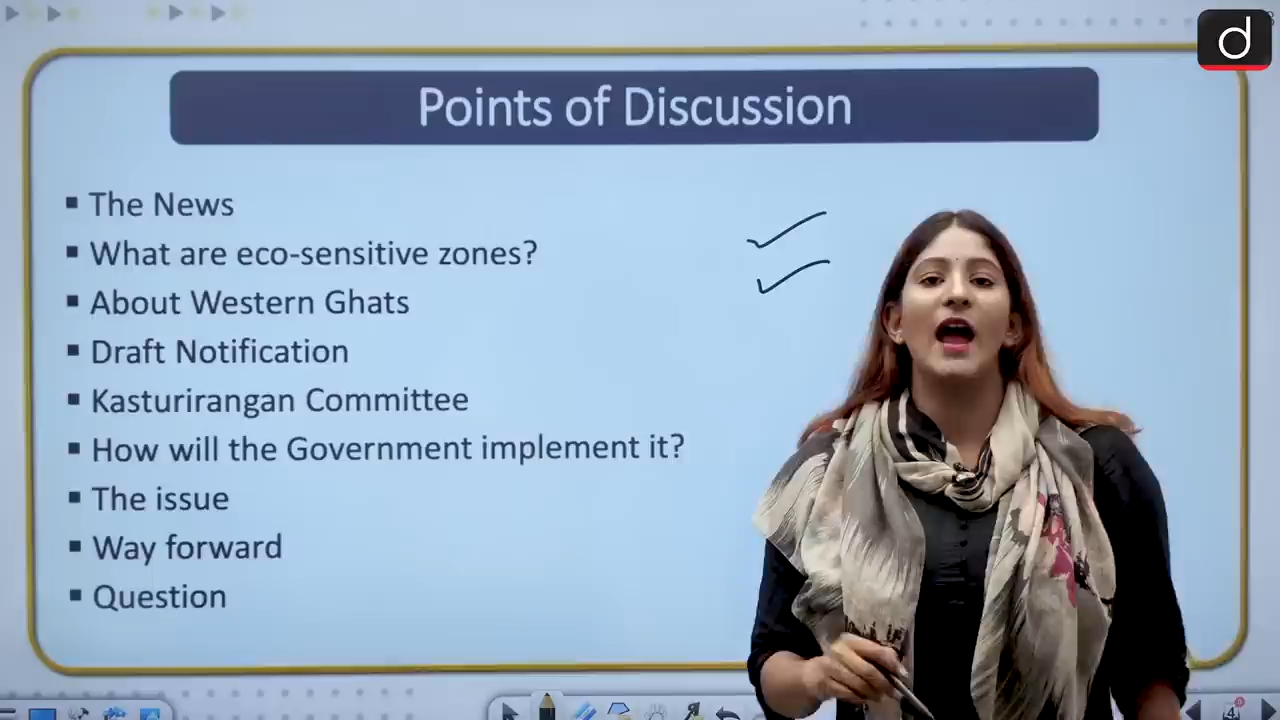 d
Points of Discussion
▪ The News
▪ What are eco-sensitive zones?
▪ About Western Ghats
▪ Draft Notification
▪ Kasturirangan Committee
▪ How will the Government implement it?
▪ The issue
▪ Way forward
▪ Question